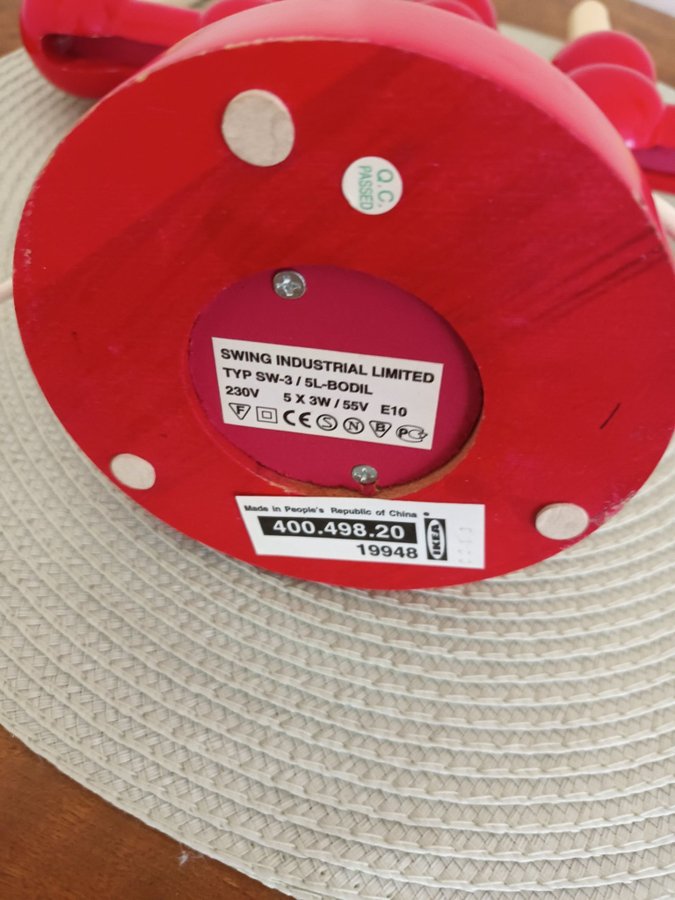 Q.C.
PASSED
SWING INDUSTRIAL LIMITED
TYP SW-3 / 5L-BODIL
230V 5 X 3W / 55V E10
F CE S N B
Made in People's Republic of China
400.498.20
19948
IKEA